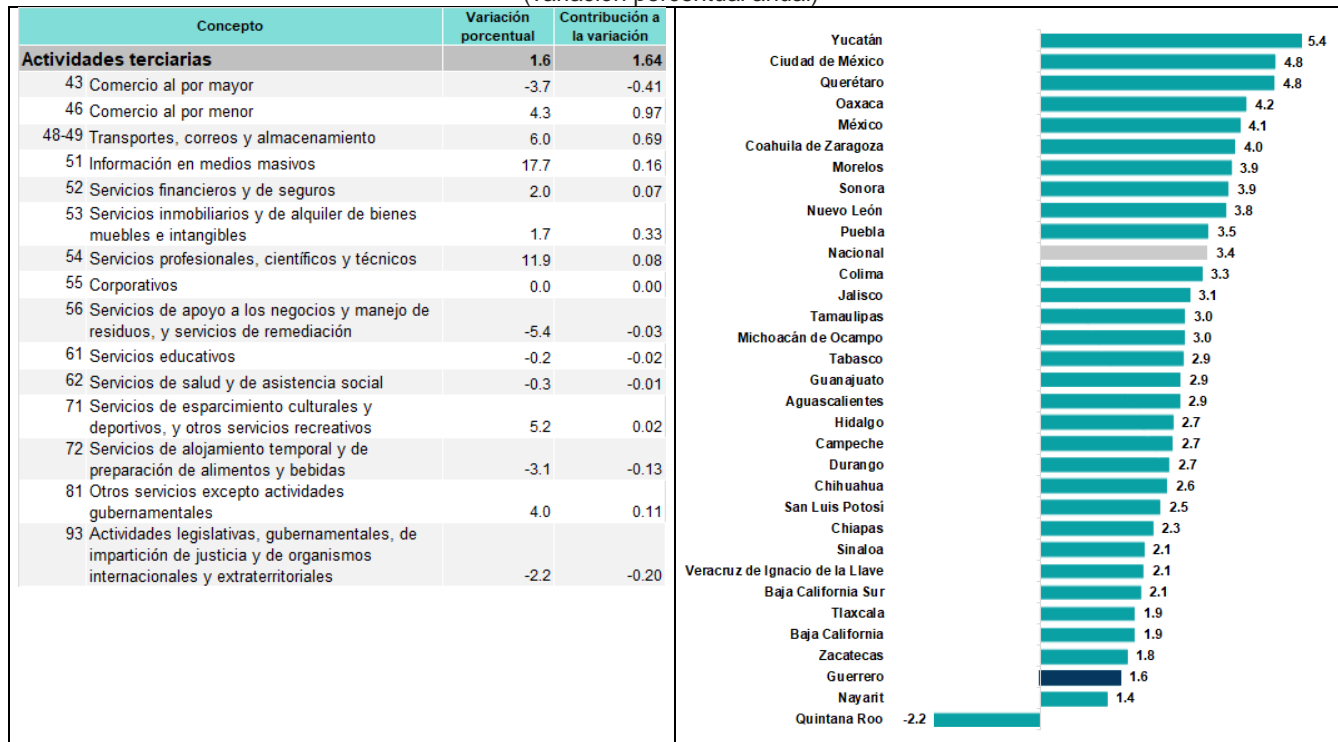 (Variación porcentual anual)
Concepto Variación porcentual Contribución a la variación
Actividades terciarias 1.6 1.64
43 Comercio al por mayor -3.7 -0.41
46 Comercio al por menor 4.3 0.97
48-49 Transportes, correos y almacenamiento 6.0 0.69
51 Información en medios masivos 17.7 0.16
52 Servicios financieros y de seguros 2.0 0.07
53 Servicios inmobiliarios y de alquiler de bienes
muebles e intangibles 1.7 0.33
54 Servicios profesionales, científicos y técnicos 11.9 0.08
55 Corporativos 0.0 0.00
56 Servicios de apoyo a los negocios y manejo de
residuos, y servicios de remediación -5.4 -0.03
61 Servicios educativos -0.2 -0.02
62 Servicios de salud y de asistencia social -0.3 -0.01
71 Servicios de esparcimiento culturales y
deportivos, y otros servicios recreativos 5.2 0.02
72 Servicios de alojamiento temporal y de
preparación de alimentos y bebidas -3.1 -0.13
81 Otros servicios excepto actividades
gubernamentales 4.0 0.11
93 Actividades legislativas, gubernamentales, de
impartición de justicia y de organismos
internacionales y extraterritoriales -2.2 -0.20
Yucatán 5.4
Ciudad de México 4.8
Querétaro 4.8
Oaxaca 4.2
México 4.1
Coahuila de Zaragoza 4.0
Morelos 3.9
Sonora 3.9
Nuevo León 3.8
Puebla 3.5
Nacional 3.4
Colima 3.3
Jalisco 3.1
Tamaulipas 3.0
Michoacán de Ocampo 3.0
Tabasco 2.9
Guanajuato 2.9
Aguascalientes 2.9
Hidalgo 2.7
Campeche 2.7
Durango 2.7
Chihuahua 2.6
San Luis Potosí 2.5
Chiapas 2.3
Sinaloa 2.1
Veracruz de Ignacio de la Llave 2.1
Baja California Sur 2.1
Tlaxcala 1.9
Baja California 1.9
Zacatecas 1.8
Guerrero 1.6
Nayarit 1.4
Quintana Roo -2.2